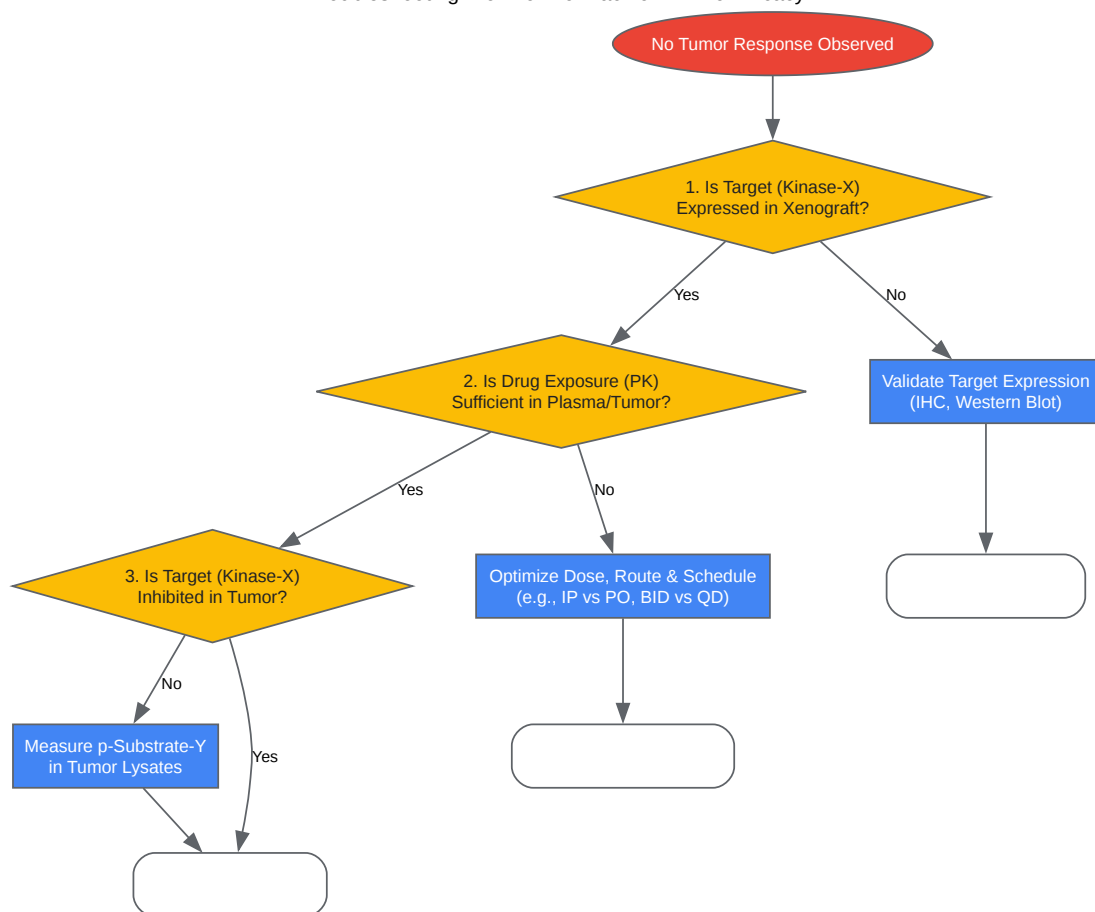 No Tumor Response Observed
1. Is Target (Kinase-X)
Expressed in Xenograft?
Yes
No
2. Is Drug Exposure (PK)
Sufficient in Plasma/Tumor?
Validate Target Expression
(IHC, Western Blot)
Yes
No
3. Is Target (Kinase-X)
Inhibited in Tumor?
Optimize Dose, Route & Schedule
(e.g., IP vs PO, BID vs QD)
No
Yes
Measure p-Substrate-Y
in Tumor Lysates